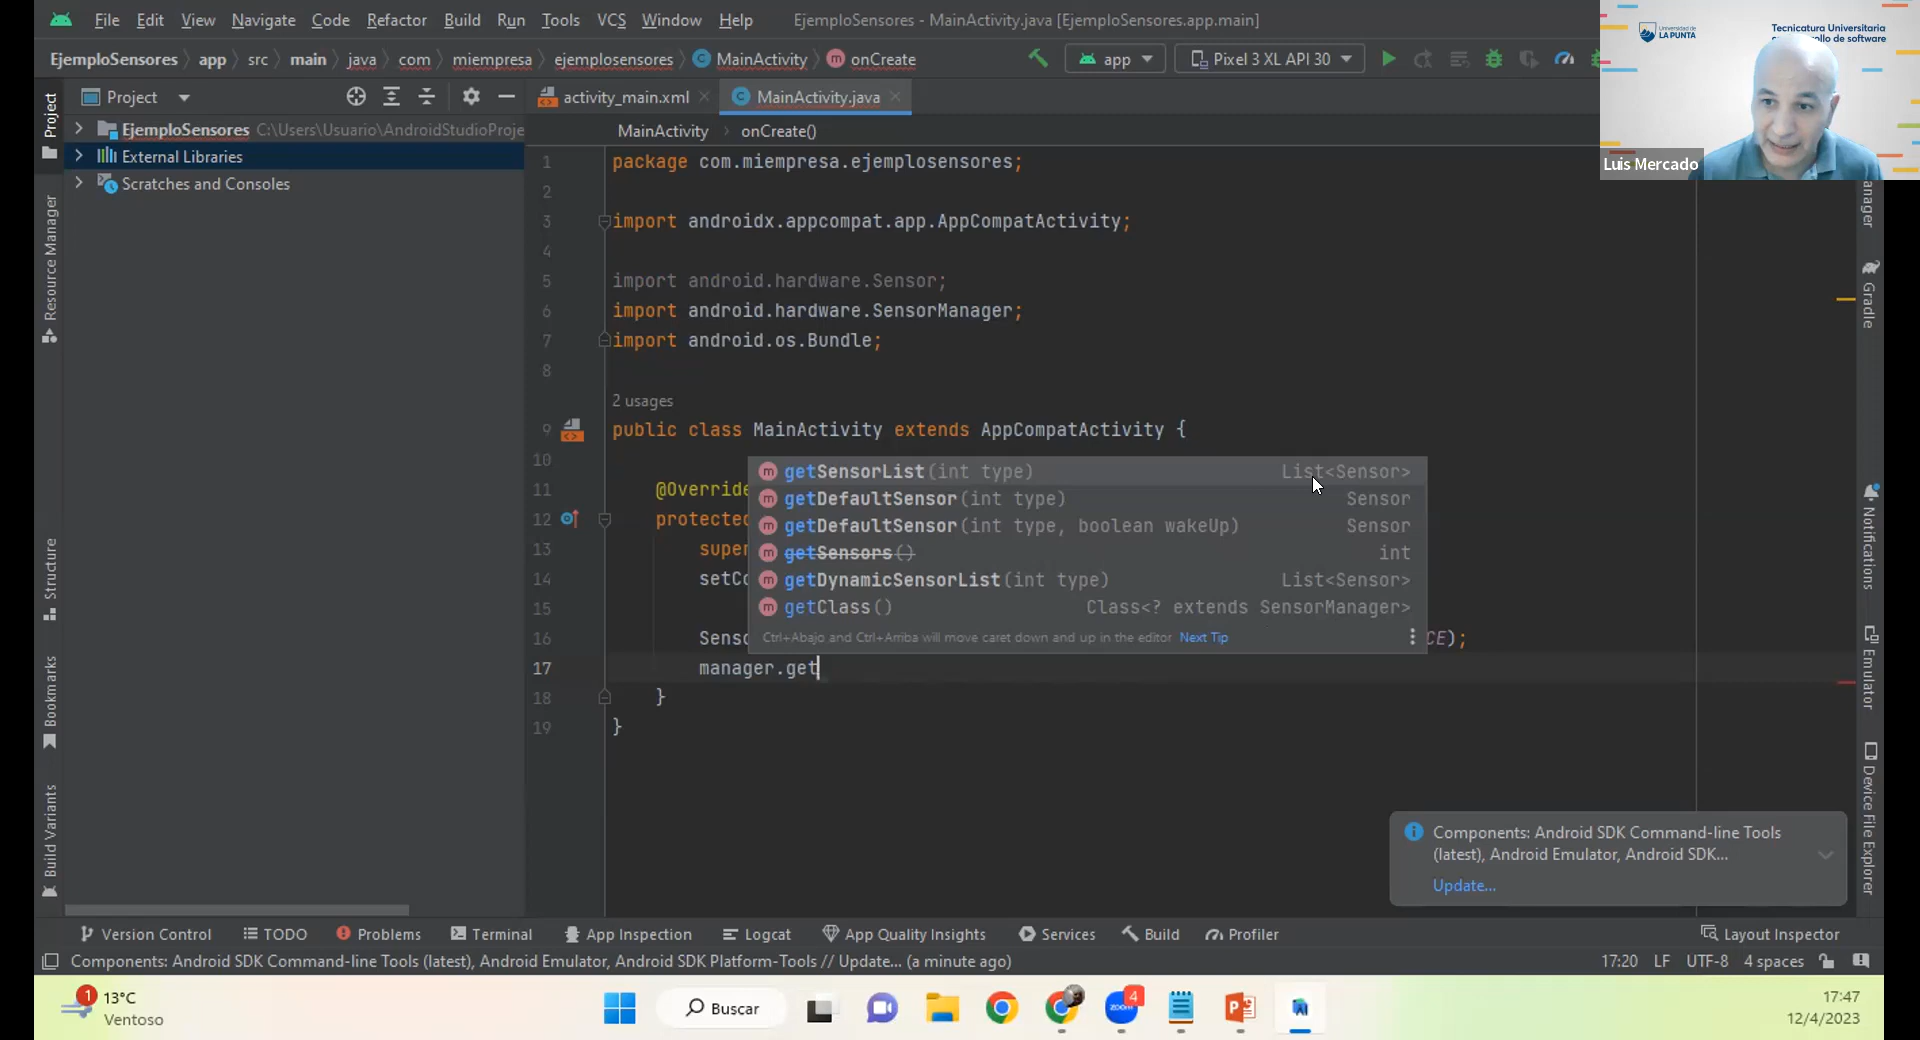 File Edit View Navigate Code Refactor Build Run Tools VCS Window Help EjemploSensores - MainActivity.java [EjemploSensores.app.main]
EjemploSensores app src main java com miempresa ejemplosensores MainActivity onCreate app Pixel 3 XL API 30
Universidad de
LA PUNTA
Tecnicatura Universitaria
de software
Luis Mercado
Project
activity_main.xml
MainActivity.java
EjemploSensores C:\Users\Usuario\AndroidStudioProje
External Libraries
Scratches and Consoles
MainActivity onCreate()
1 package com.miempresa.ejemplosensores;
2
3 import androidx.appcompat.app.AppCompatActivity;
4
5 import android.hardware.Sensor;
6 import android.hardware.SensorManager;
7 import android.os.Bundle;
8
2 usages
9 public class MainActivity extends AppCompatActivity {
10
11 @Override
12 protected
13 super
14 setCo
15
16 Senso CE);
17 manager.get
18 }
19 }
getSensorList(int type) List<Sensor>
getDefaultSensor(int type) Sensor
getDefaultSensor(int type, boolean wakeUp) Sensor
getSensors() int
getDynamicSensorList(int type) List<Sensor>
getClass() Class<? extends SensorManager>
Ctrl+Abajo and Ctrl+Arriba will move caret down and up in the editor Next Tip
Project
Resource Manager
Structure
Bookmarks
Build Variants
anager
Gradle
Notifications
Emulator
Device File Explorer
Components: Android SDK Command-line Tools
(latest), Android Emulator, Android SDK...
Update...
Version Control TODO Problems Terminal App Inspection Logcat App Quality Insights Services Build Profiler Layout Inspector
Components: Android SDK Command-line Tools (latest), Android Emulator, Android SDK Platform-Tools // Update... (a minute ago) 17:20 LF UTF-8 4 spaces
1
13°C
Ventoso
Buscar
zoom
4
17:47
12/4/2023